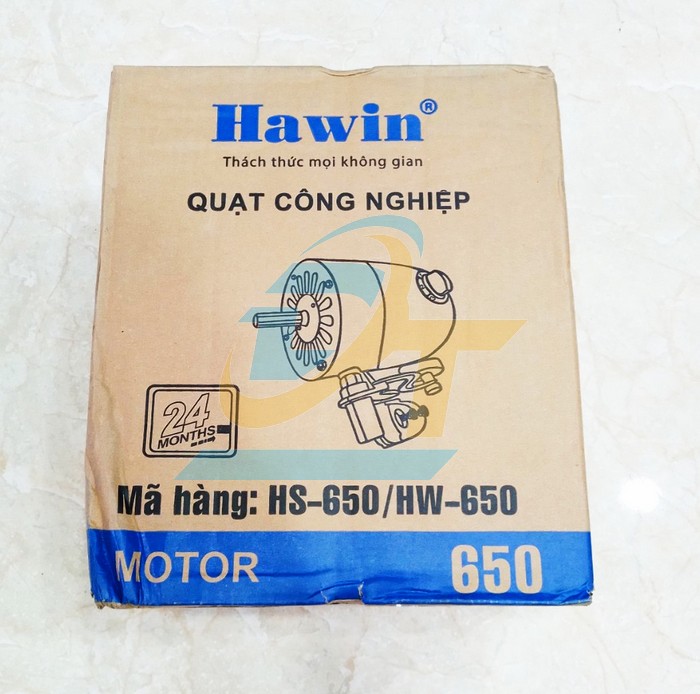 Hawin®
Thách thức mọi không gian
QUẠT CÔNG NGHIỆP
24
MONTHS
Mã hàng: HS-650/HW-650
MOTOR 650